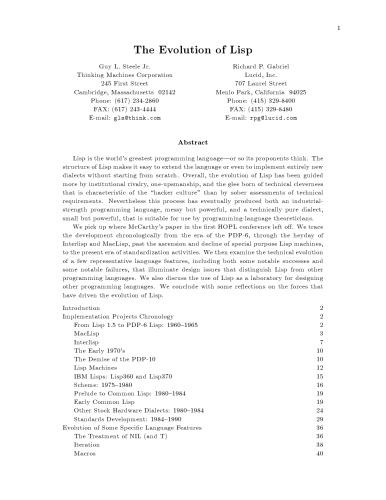 1
The Evolution of Lisp
Guy L. Steele Jr.
Thinking Machines Corporation
245 First Street
Cambridge, Massachusetts 02142
Phone: (617) 234-2860
FAX: (617) 243-4444
E-mail: gls@think.com
Richard P. Gabriel
Lucid, Inc.
707 Laurel Street
Menlo Park, California 94025
Phone: (415) 329-8400
FAX: (415) 329-8480
E-mail: rpg@lucid.com
Abstract
Lisp is the world's greatest programming language—or so its proponents think. The
structure of Lisp makes it easy to extend the language or even to implement entirely new
dialects without starting from scratch. Overall, the evolution of Lisp has been guided
more by institutional rivalry, one-upsmanship, and the glee born of technical cleverness
that is characteristic of the "hacker culture" than by sober assessments of technical
requirements. Nevertheless this process has eventually produced both an industrial-
strength programming language, messy but powerful, and a technically pure dialect,
small but powerful, that is suitable for use by programming-language theoreticians.
We pick up where McCarthy's paper in the first HOPL conference left off. We trace
the development chronologically from the era of the PDP-6, through the heyday of
Interlisp and MacLisp, past the ascension and decline of special purpose Lisp machines,
to the present era of standardization activities. We then examine the technical evolution
of a few representative language features, including both some notable successes and
some notable failures, that illuminate design issues that distinguish Lisp from other
programming languages. We also discuss the use of Lisp as a laboratory for designing
other programming languages. We conclude with some reflections on the forces that
have driven the evolution of Lisp.
Introduction 2
Implementation Projects Chronology 2
From Lisp 1.5 to PDP-6 Lisp: 1960–1965 2
MacLisp 3
Interlisp 7
The Early 1970's 10
The Demise of the PDP-10 10
Lisp Machines 12
IBM Lisps: Lisp360 and Lisp370 15
Scheme: 1975–1980 16
Prelude to Common Lisp: 1980–1984 19
Early Common Lisp 19
Other Stock Hardware Dialects: 1980–1984 24
Standards Development: 1984–1990 29
Evolution of Some Specific Language Features 36
The Treatment of NIL (and T) 36
Iteration 38
Macros 40